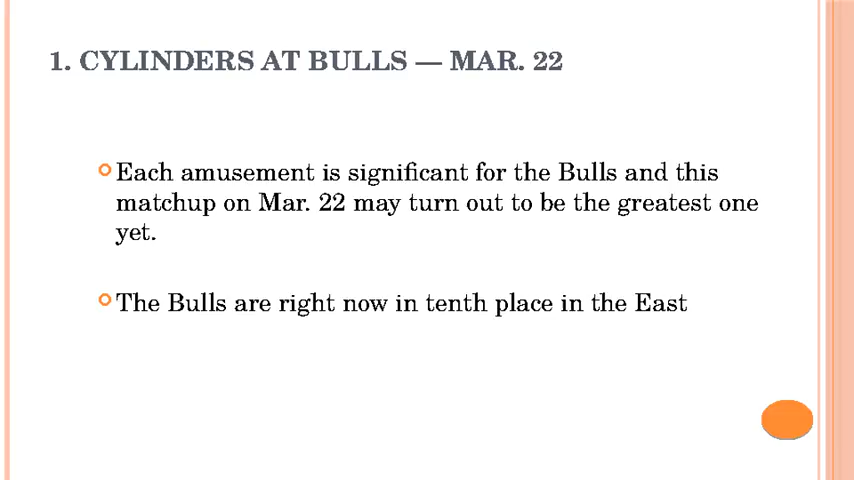 1. CYLINDERS AT BULLS — MAR. 22
Each amusement is significant for the Bulls and this
matchup on Mar. 22 may turn out to be the greatest one
yet.
The Bulls are right now in tenth place in the East